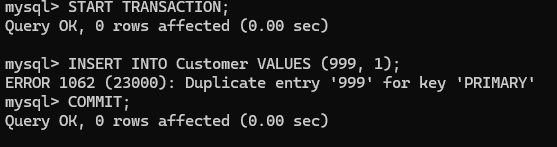 mysql> START TRANSACTION;
Query OK, 0 rows affected (0.00 sec)

mysql> INSERT INTO Customer VALUES (999, 1);
ERROR 1062 (23000): Duplicate entry '999' for key 'PRIMARY'
mysql> COMMIT;
Query OK, 0 rows affected (0.00 sec)